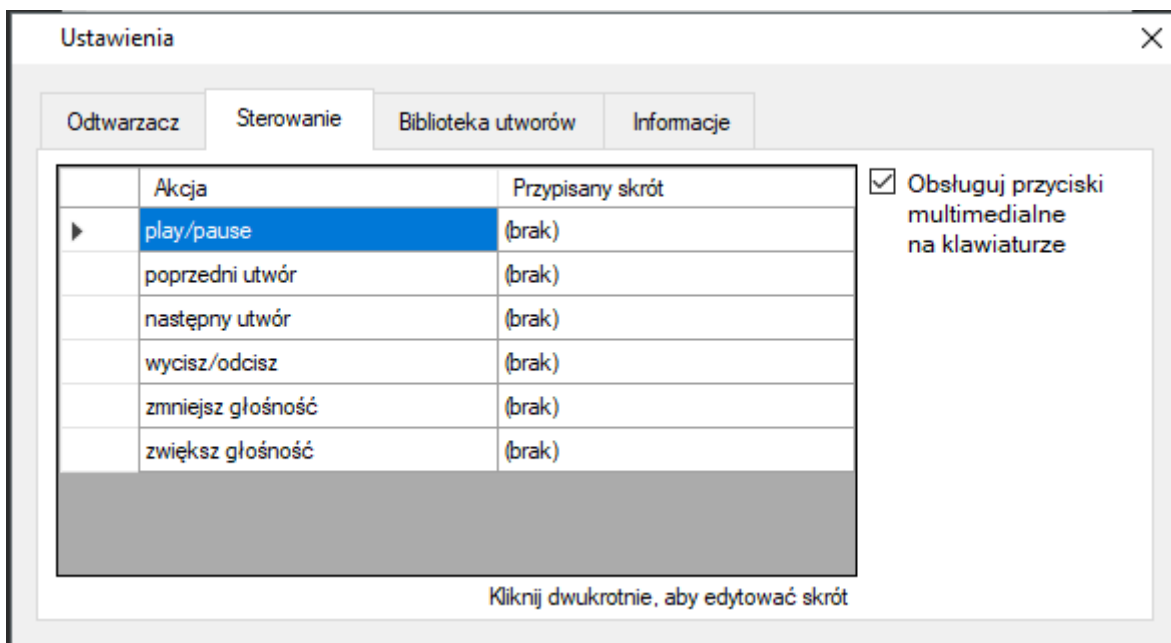 Ustawienia
Odtwarzacz Sterowanie Biblioteka utworów Informacje
Akcja Przypisany skrót
play/pause (brak)
poprzedni utwór (brak)
następny utwór (brak)
wycisz/odcisz (brak)
zmniejsz głośność (brak)
zwiększ głośność (brak)
Obsługuj przyciski
multimedialne
na klawiaturze
Kliknij dwukrotnie, aby edytować skrót